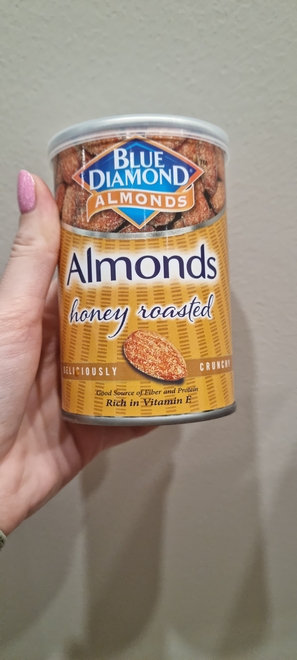 BLUE
DIAMOND
ALMONDS
Almonds
honey roasted
DELICIOUSLY CRUNCHY
Good Source of Fiber and Protein
Rich in Vitamin E